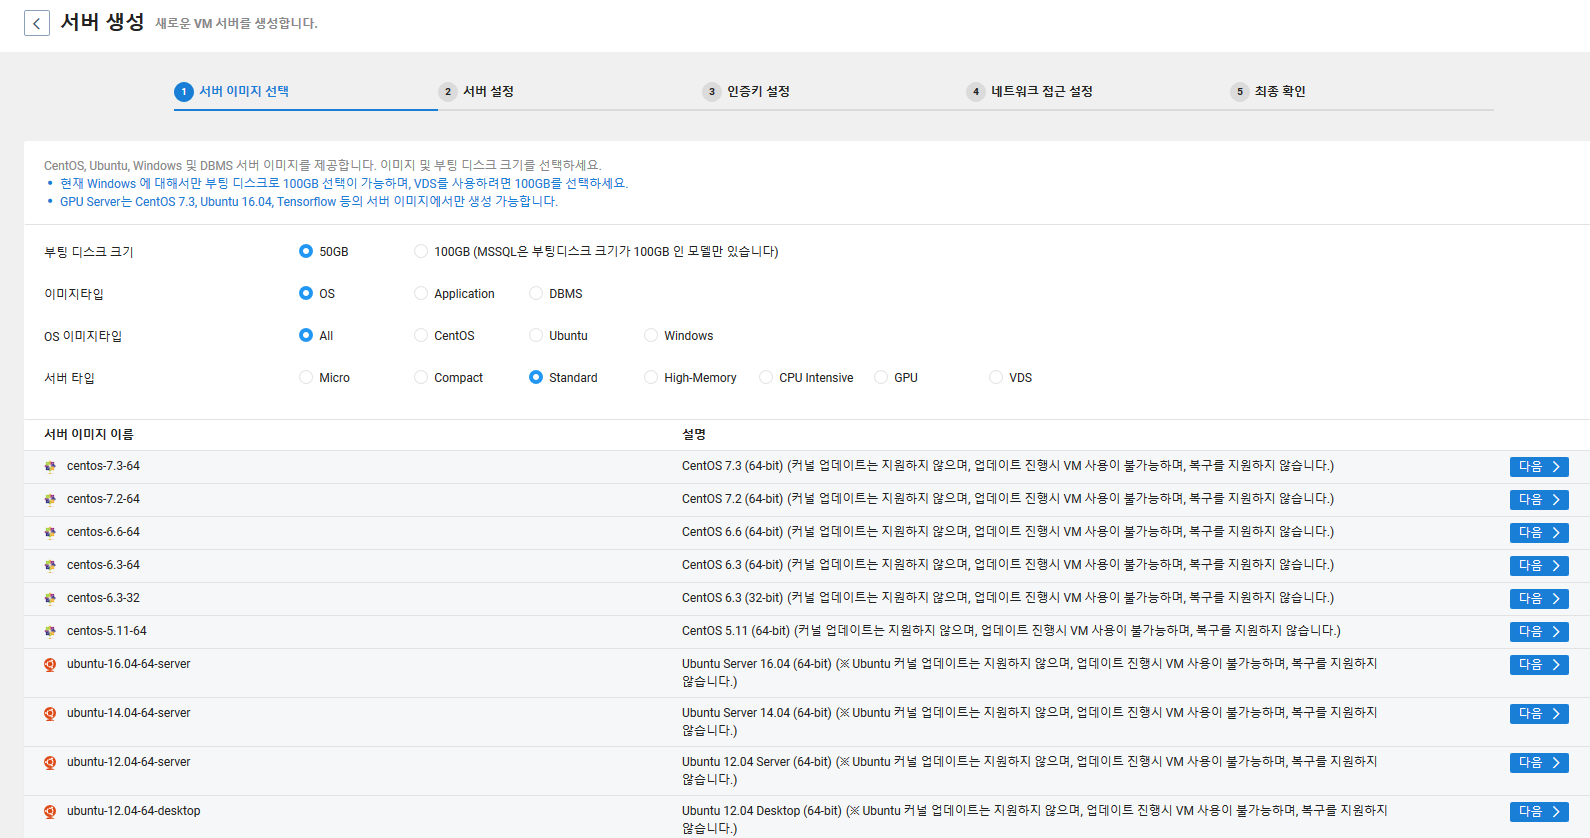 서버 생성 새로운 VM 서버를 생성합니다.
1 서버 이미지 선택 2 서버 설정 3 인증키 설정 4 네트워크 접근 설정 5 최종 확인
CentOS, Ubuntu, Windows 및 DBMS 서버 이미지를 제공합니다. 이미지 및 부팅 디스크 크기를 선택하세요.
• 현재 Windows 에 대해서만 부팅 디스크로 100GB 선택이 가능하며, VDS를 사용하려면 100GB를 선택하세요.
• GPU Server는 CentOS 7.3, Ubuntu 16.04, Tensorflow 등의 서버 이미지에서만 생성 가능합니다.
부팅 디스크 크기 50GB 100GB (MSSQL은 부팅디스크 크기가 100GB 인 모델만 있습니다)
이미지타입 OS Application DBMS
OS 이미지타입 All CentOS Ubuntu Windows
서버 타입 Micro Compact Standard High-Memory CPU Intensive GPU VDS
서버 이미지 이름 설명
centos-7.3-64 CentOS 7.3 (64-bit) (커널 업데이트는 지원하지 않으며, 업데이트 진행시 VM 사용이 불가능하며, 복구를 지원하지 않습니다.) 다음
centos-7.2-64 CentOS 7.2 (64-bit) (커널 업데이트는 지원하지 않으며, 업데이트 진행시 VM 사용이 불가능하며, 복구를 지원하지 않습니다.) 다음
centos-6.6-64 CentOS 6.6 (64-bit) (커널 업데이트는 지원하지 않으며, 업데이트 진행시 VM 사용이 불가능하며, 복구를 지원하지 않습니다.) 다음
centos-6.3-64 CentOS 6.3 (64-bit) (커널 업데이트는 지원하지 않으며, 업데이트 진행시 VM 사용이 불가능하며, 복구를 지원하지 않습니다.) 다음
centos-6.3-32 CentOS 6.3 (32-bit) (커널 업데이트는 지원하지 않으며, 업데이트 진행시 VM 사용이 불가능하며, 복구를 지원하지 않습니다.) 다음
centos-5.11-64 CentOS 5.11 (64-bit) (커널 업데이트는 지원하지 않으며, 업데이트 진행시 VM 사용이 불가능하며, 복구를 지원하지 않습니다.) 다음
ubuntu-16.04-64-server Ubuntu Server 16.04 (64-bit) (※ Ubuntu 커널 업데이트는 지원하지 않으며, 업데이트 진행시 VM 사용이 불가능하며, 복구를 지원하지 다음
않습니다.)
ubuntu-14.04-64-server Ubuntu Server 14.04 (64-bit) (※ Ubuntu 커널 업데이트는 지원하지 않으며, 업데이트 진행시 VM 사용이 불가능하며, 복구를 지원하지 다음
않습니다.)
ubuntu-12.04-64-server Ubuntu 12.04 Server (64-bit) (※ Ubuntu 커널 업데이트는 지원하지 않으며, 업데이트 진행시 VM 사용이 불가능하며, 복구를 지원하지 다음
않습니다.)
ubuntu-12.04-64-desktop Ubuntu 12.04 Desktop (64-bit) (※ Ubuntu 커널 업데이트는 지원하지 않으며, 업데이트 진행시 VM 사용이 불가능하며, 복구를 지원하지 다음
않습니다.)